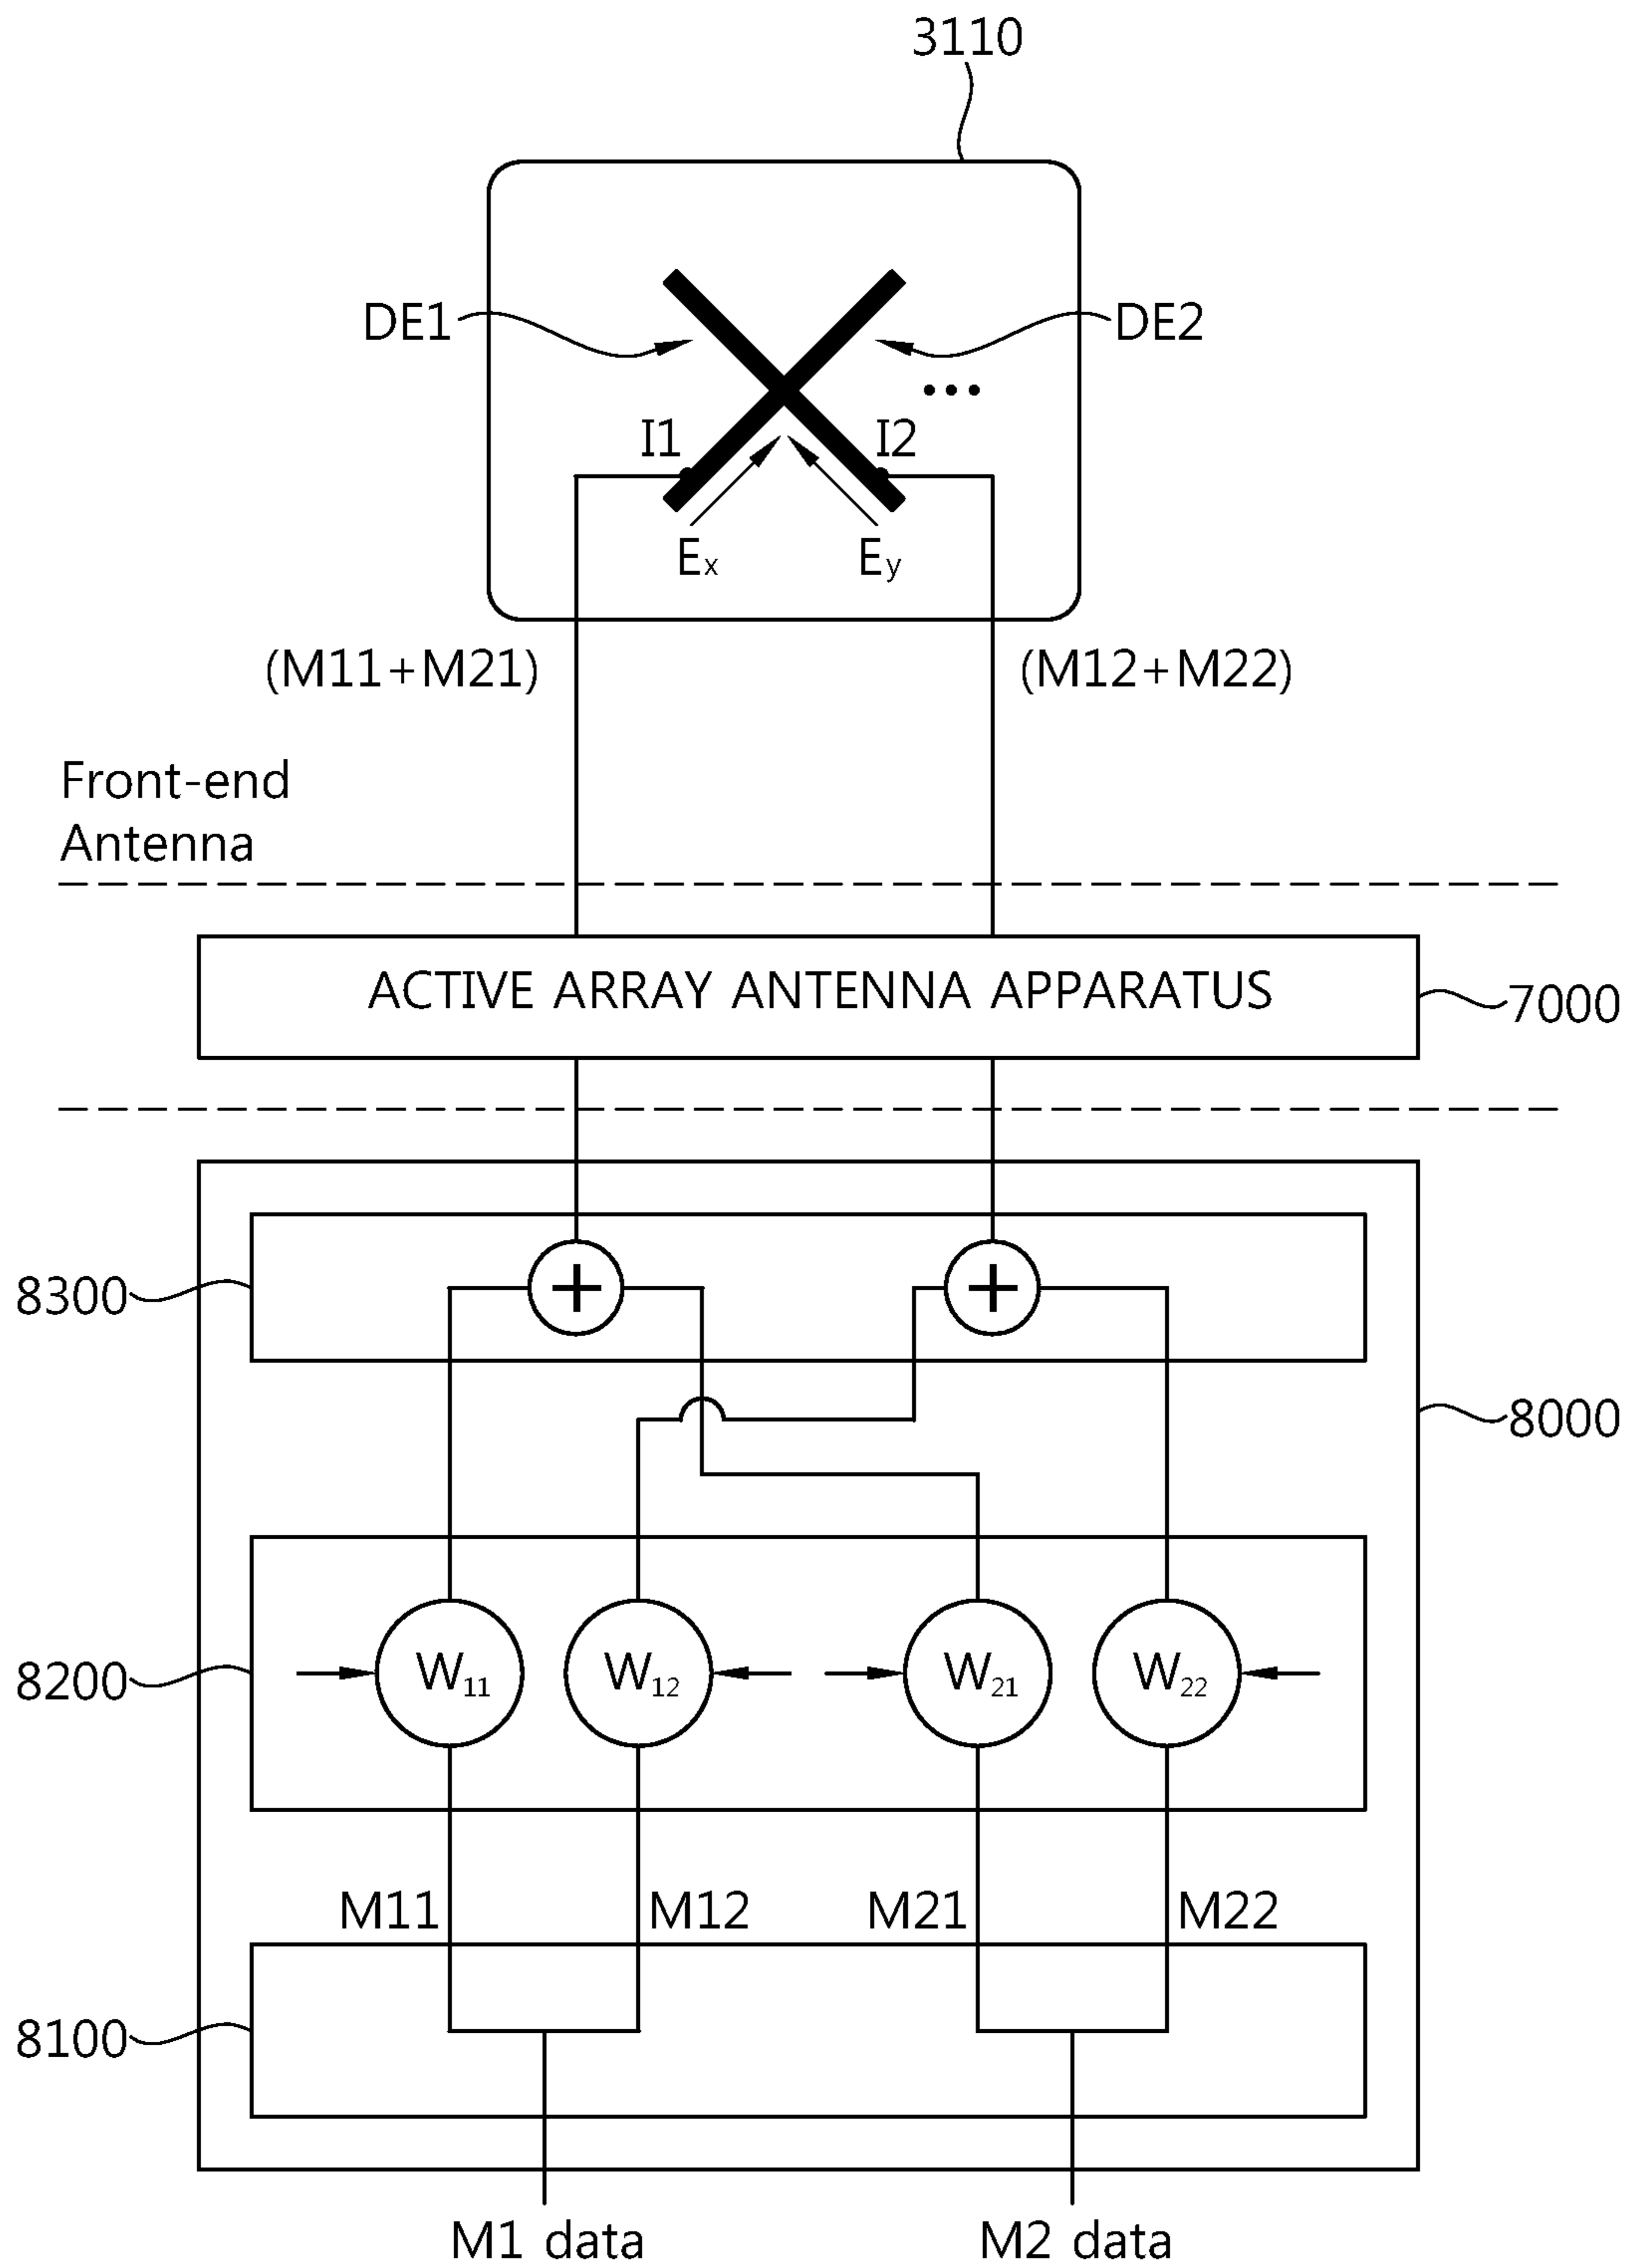 3110
DE1
DE2
I1
I2
Ex
Ey
(M11+M21)
(M12+M22)
Front-end
Antenna
ACTIVE ARRAY ANTENNA APPARATUS
7000
8300
8000
8200
W11
W12
W21
W22
M11
M12
M21
M22
8100
M1 data
M2 data